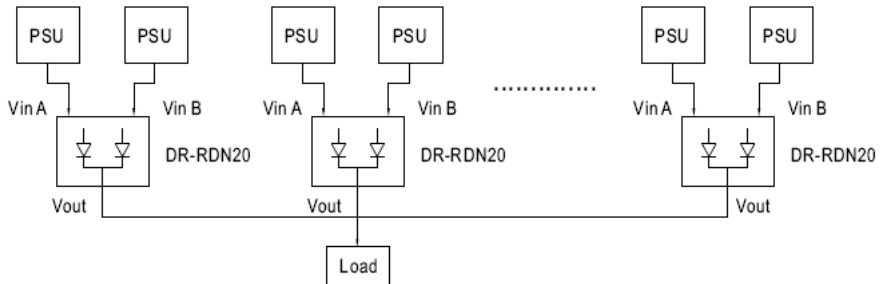 PSU PSU PSU PSU PSU PSU
Vin A Vin B Vin A Vin B Vin A Vin B
DR-RDN20 DR-RDN20 DR-RDN20
Vout Vout Vout
Load